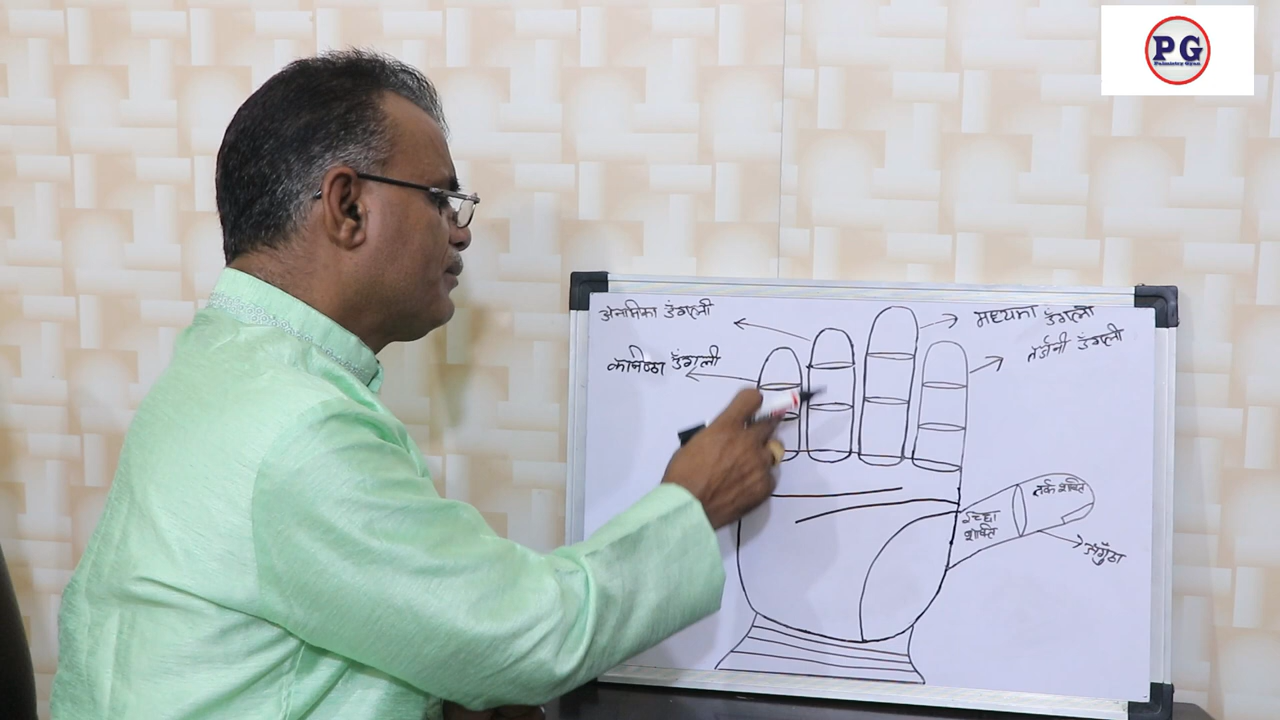 PG
Palmistry Gyan
अनामिका उंगली
मध्यमा उंगली
कनिष्ठा उंगली
तर्जनी उंगली
तर्क शक्ति
इच्छा
शक्ति
अंगुँठा